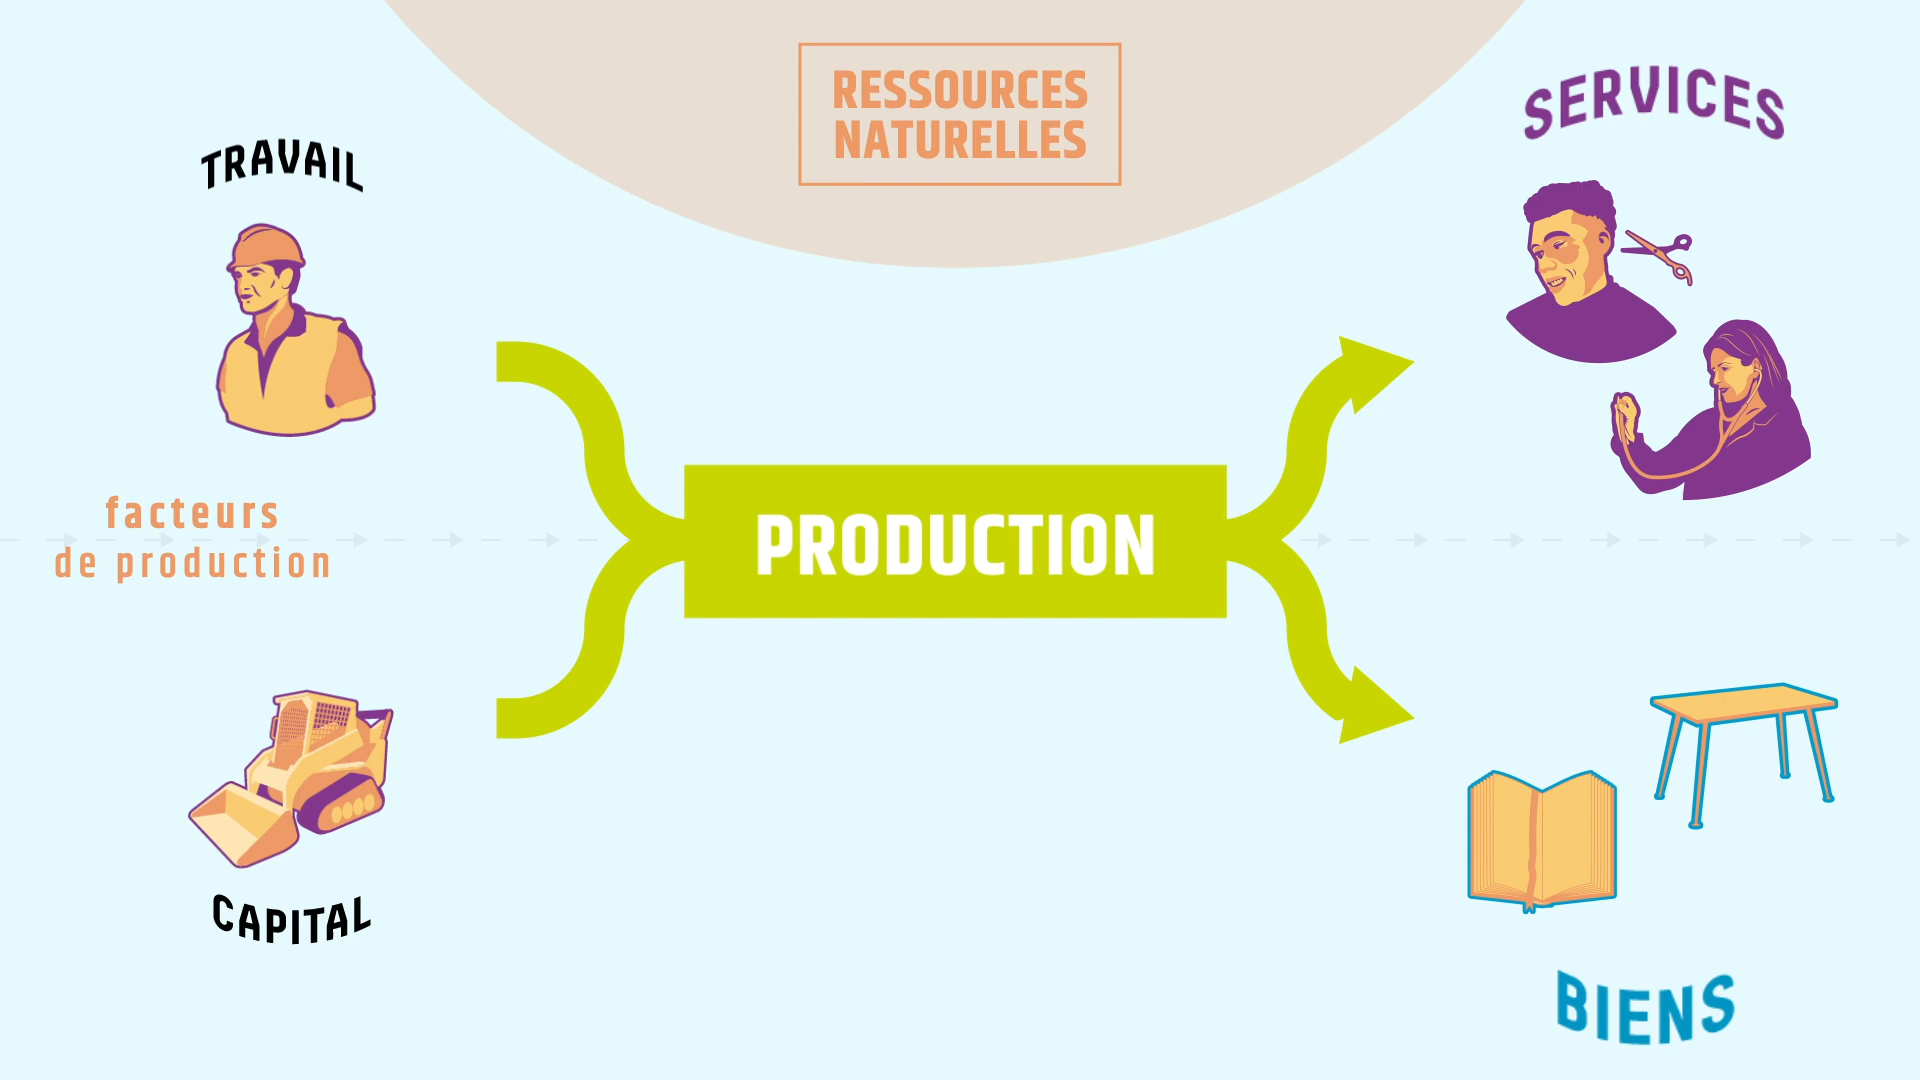 RESSOURCES
NATURELLES
SERVICES
TRAVAIL
facteurs
de production
PRODUCTION
CAPITAL
BIENS